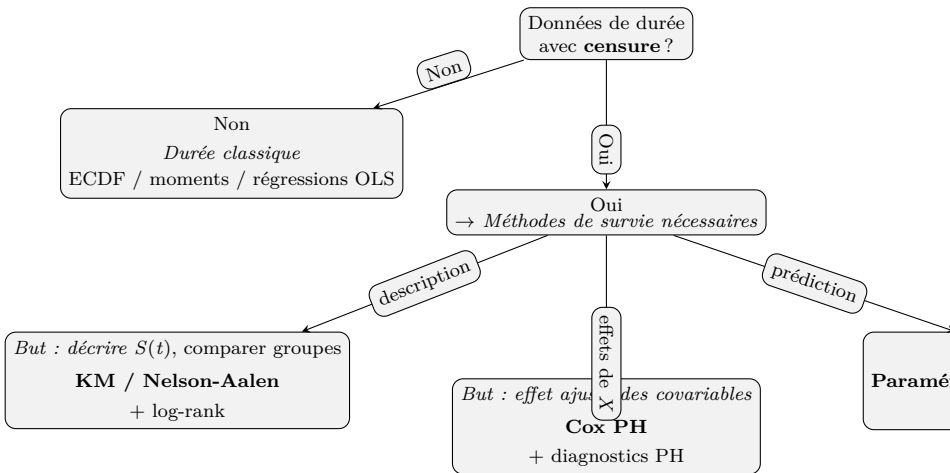 Données de durée
avec censure ?
Non
Non
Durée classique
ECDF / moments / régressions OLS
Oui
Oui
→ Méthodes de survie nécessaires
description
effets de X
prédiction
But : décrire S(t), comparer groupes
KM / Nelson-Aalen
+ log-rank
But : effet ajus des covariables
Cox PH
+ diagnostics PH
Paramé